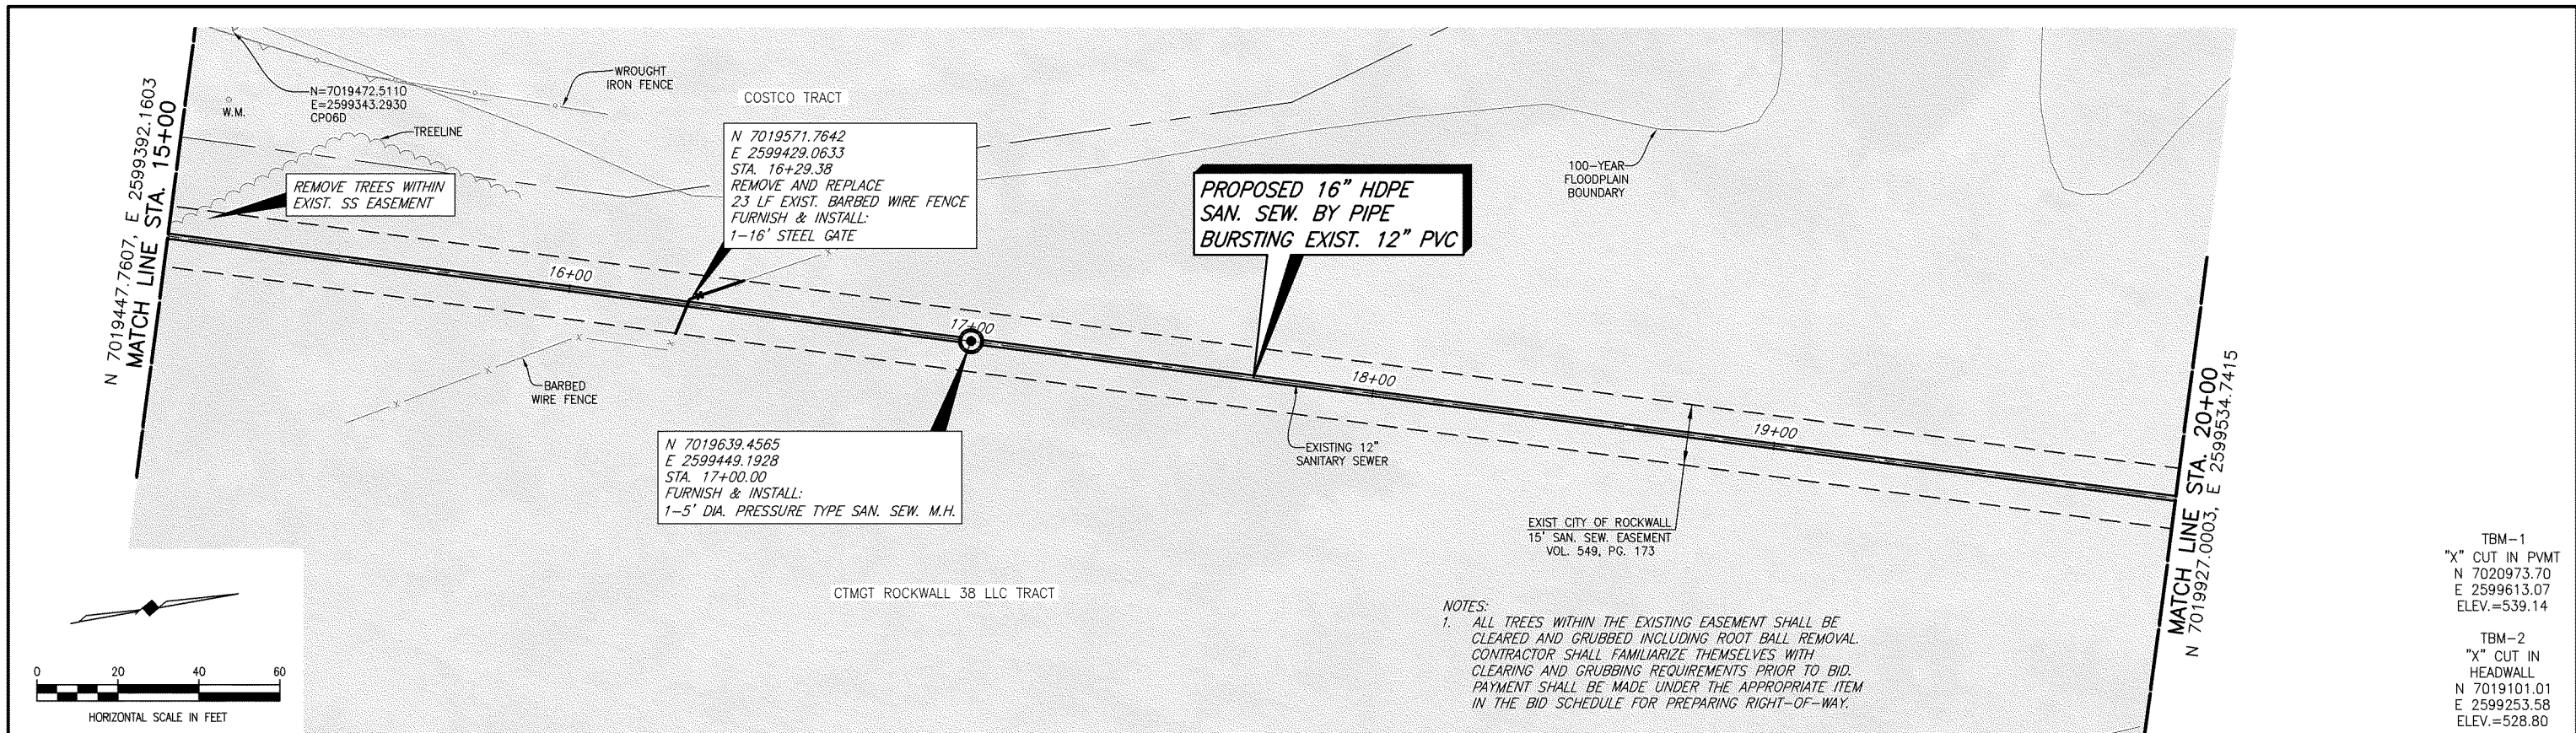 N 7019447.7607, E 2599392.1603
MATCH LINE STA. 15+00
N=7019472.5110
E=2599343.2930
CP06D
W.M.
TREELINE
WROUGHT
IRON FENCE
COSTCO TRACT
REMOVE TREES WITHIN
EXIST. SS EASEMENT
N 7019571.7642
E 2599429.0633
STA. 16+29.38
REMOVE AND REPLACE
23 LF EXIST. BARBED WIRE FENCE
FURNISH & INSTALL:
1-16' STEEL GATE
PROPOSED 16" HDPE
SAN. SEW. BY PIPE
BURSTING EXIST. 12" PVC
100-YEAR
FLOODPLAIN
BOUNDARY
16+00
17+00
18+00
19+00
BARBED
WIRE FENCE
N 7019639.4565
E 2599449.1928
STA. 17+00.00
FURNISH & INSTALL:
1-5' DIA. PRESSURE TYPE SAN. SEW. M.H.
EXISTING 12"
SANITARY SEWER
EXIST CITY OF ROCKWALL
15' SAN. SEW. EASEMENT
VOL. 549, PG. 173
CTMGT ROCKWALL 38 LLC TRACT
MATCH LINE STA. 20+00
N 7019927.0003, E 2599534.7415
NOTES:
1. ALL TREES WITHIN THE EXISTING EASEMENT SHALL BE
CLEARED AND GRUBBED INCLUDING ROOT BALL REMOVAL.
CONTRACTOR SHALL FAMILIARIZE THEMSELVES WITH
CLEARING AND GRUBBING REQUIREMENTS PRIOR TO BID.
PAYMENT SHALL BE MADE UNDER THE APPROPRIATE ITEM
IN THE BID SCHEDULE FOR PREPARING RIGHT-OF-WAY.
TBM-1
"X" CUT IN PVMT
N 7020973.70
E 2599613.07
ELEV.=539.14
TBM-2
"X" CUT IN
HEADWALL
N 7019101.01
E 2599253.58
ELEV.=528.80
0 20 40 60
HORIZONTAL SCALE IN FEET